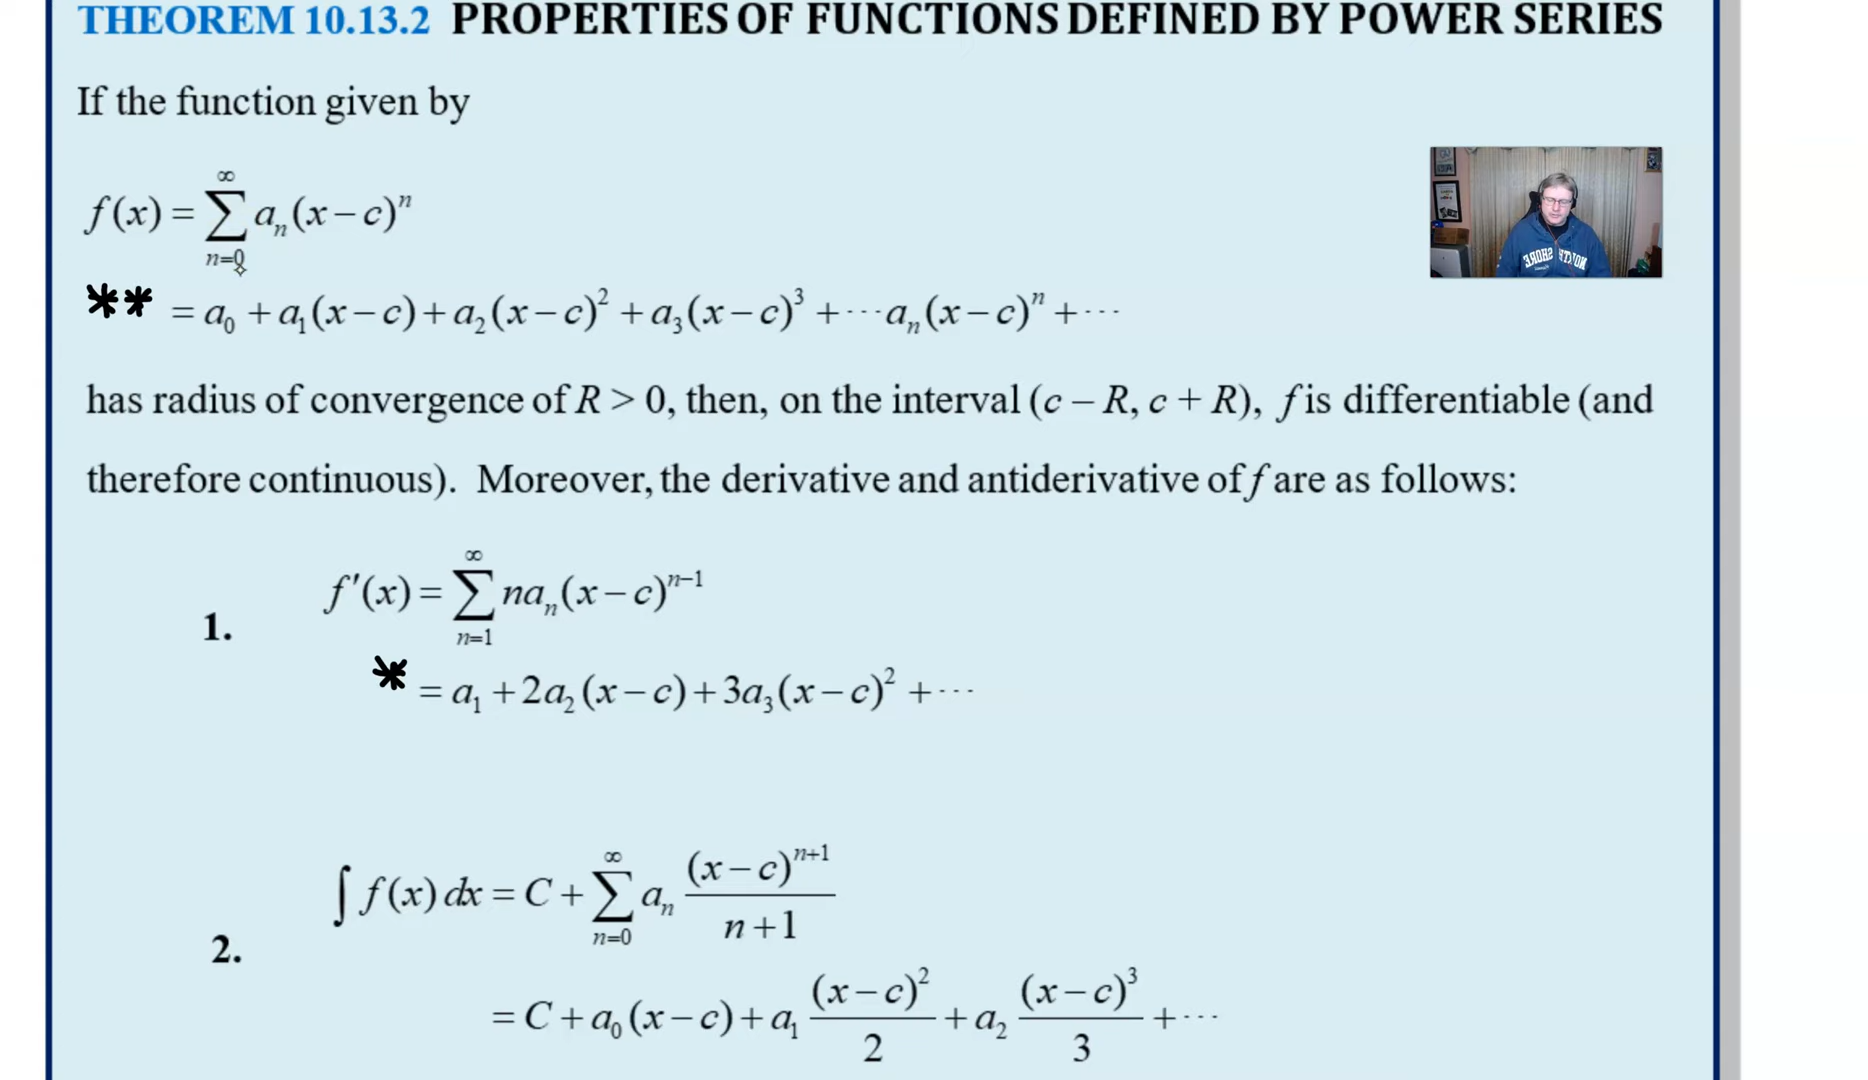 THEOREM 10.13.2 PROPERTIES OF FUNCTIONS DEFINED BY POWER SERIES
If the function given by
f(x) = ∑_{n=0}^{∞} a_n(x−c)^n
** = a_0 + a_1(x−c) + a_2(x−c)^2 + a_3(x−c)^3 + ··· a_n(x−c)^n + ···
has radius of convergence of R > 0, then, on the interval (c – R, c + R), f is differentiable (and
therefore continuous). Moreover, the derivative and antiderivative of f are as follows:
1. f′(x) = ∑_{n=1}^{∞} na_n(x−c)^{n−1}
* = a_1 + 2a_2(x−c) + 3a_3(x−c)^2 + ···
2. ∫ f(x) dx = C + ∑_{n=0}^{∞} a_n (x−c)^{n+1} / (n+1)
= C + a_0(x−c) + a_1 (x−c)^2 / 2 + a_2 (x−c)^3 / 3 + ···